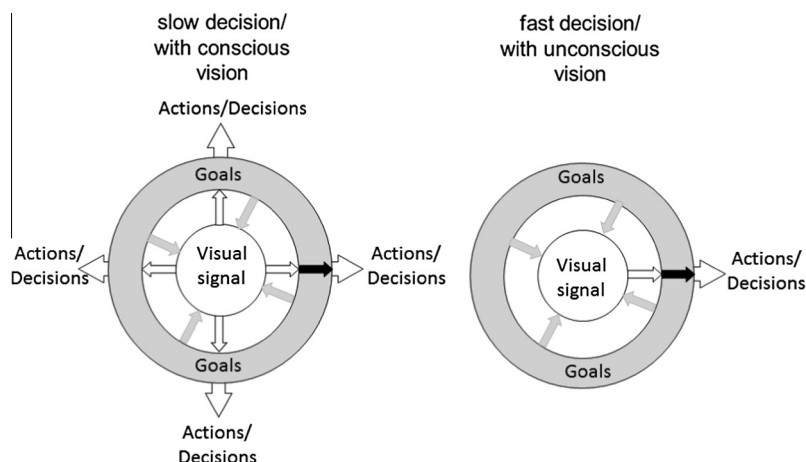 slow decision/
with conscious
vision
Actions/Decisions
Goals
Actions/
Decisions
Visual
signal
Actions/
Decisions
Goals
Actions/
Decisions
fast decision/
with unconscious
vision
Goals
Visual
signal
Actions/
Decisions
Goals